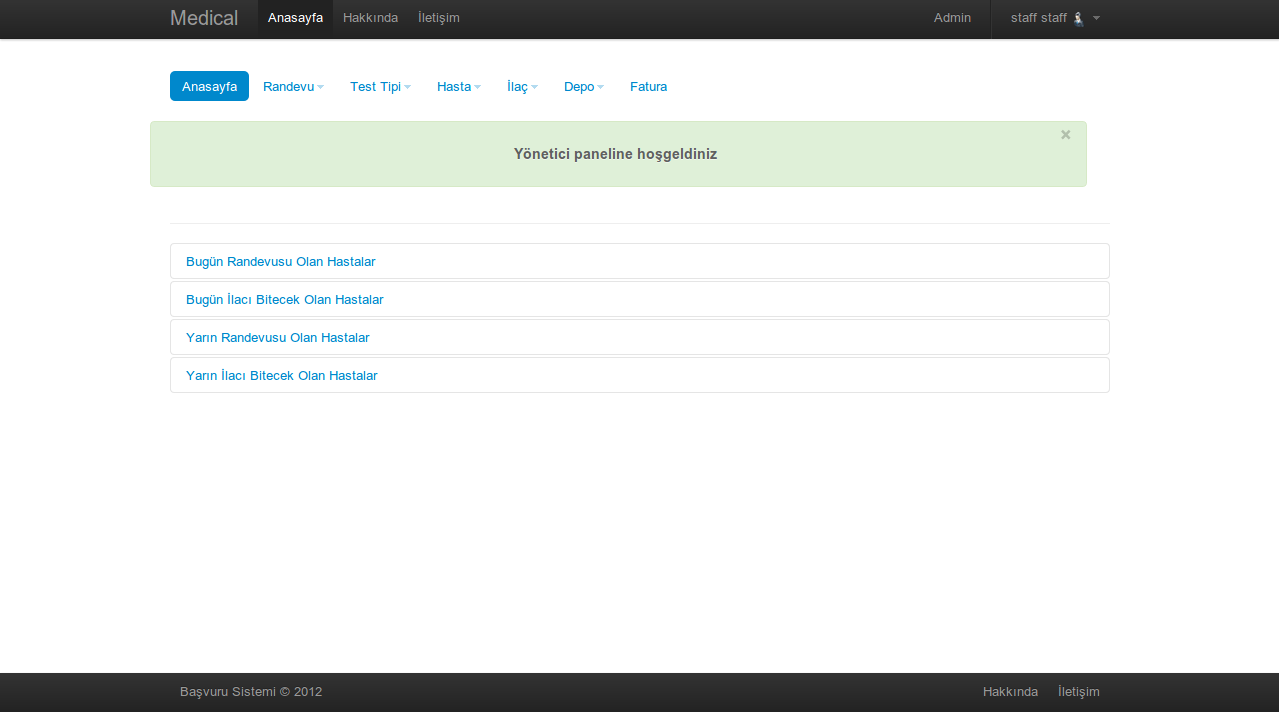 Medical Anasayfa Hakkında İletişim Admin staff staff
Anasayfa Randevu Test Tipi Hasta İlaç Depo Fatura
×
Yönetici paneline hoşgeldiniz
Bugün Randevusu Olan Hastalar
Bugün İlacı Bitecek Olan Hastalar
Yarın Randevusu Olan Hastalar
Yarın İlacı Bitecek Olan Hastalar
Başvuru Sistemi © 2012 Hakkında İletişim